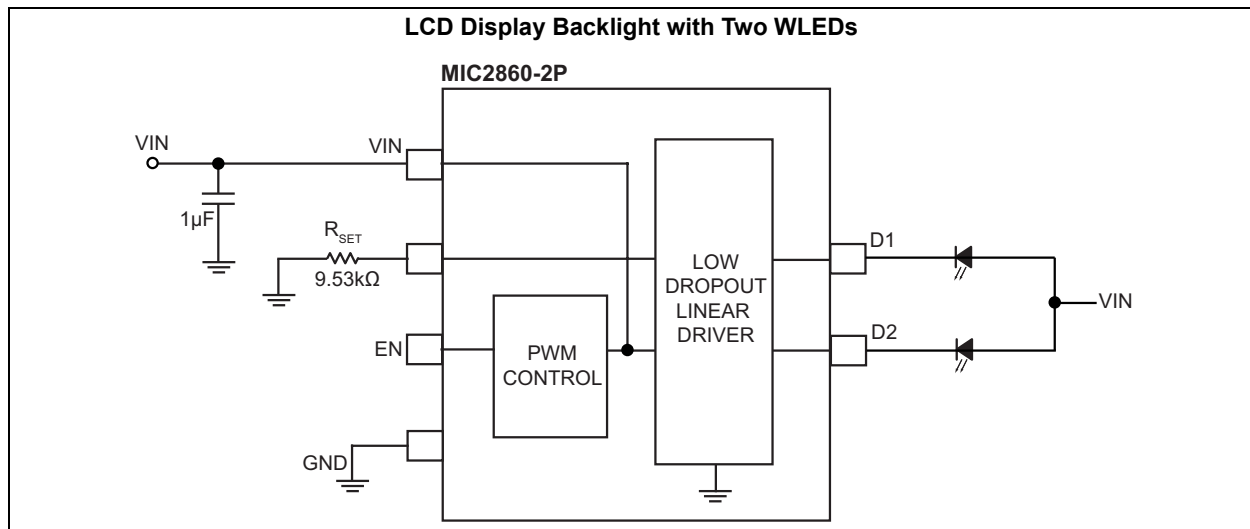 LCD Display Backlight with Two WLEDs
MIC2860-2P
VIN
VIN
1µF
RSET
9.53kΩ
EN
GND
PWM
CONTROL
LOW
DROPOUT
LINEAR
DRIVER
D1
D2
VIN